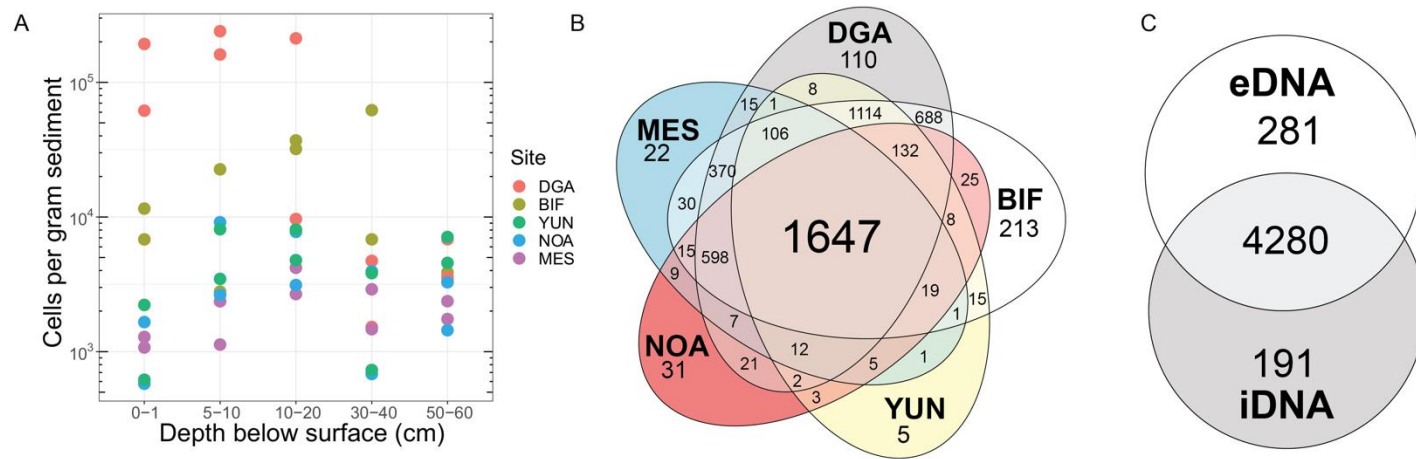 A
Cells per gram sediment
10^5
10^4
10^3
0−1
5−10
10−20
30−40
50−60
Depth below surface (cm)
Site
DGA
BIF
YUN
NOA
MES
B
DGA
110
8
15
1
1114
688
MES
22
106
132
370
25
BIF
213
30
1647
8
15
598
9
19
15
1
7
NOA
31
12
21
5
1
2
3
YUN
5
C
eDNA
281
4280
191
iDNA